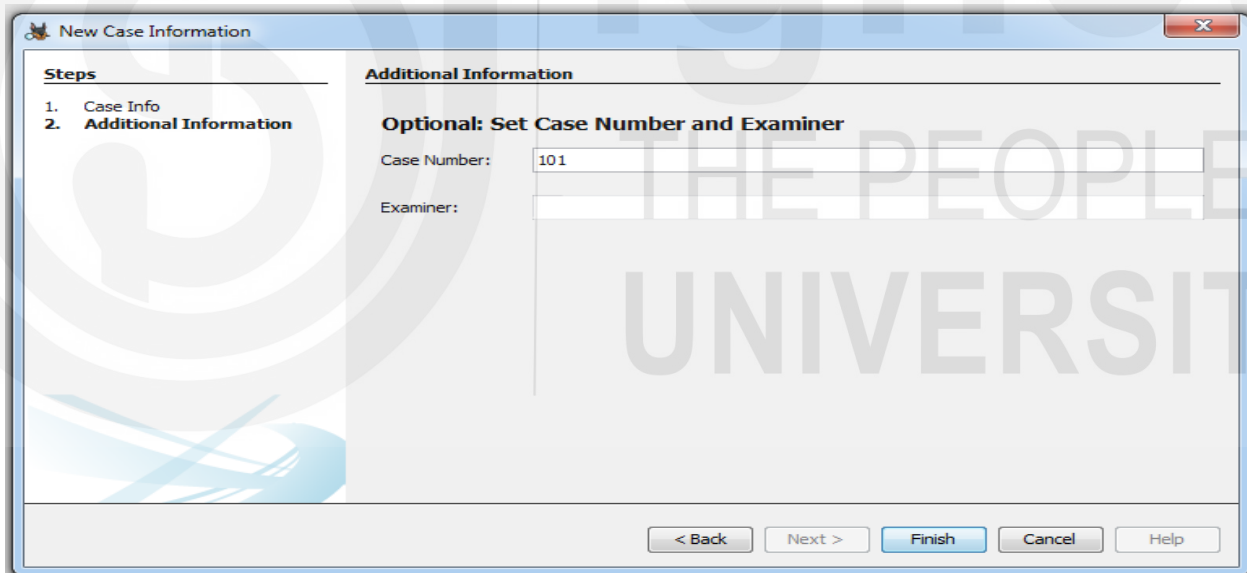 New Case Information
Steps
1. Case Info
2. Additional Information
Additional Information
Optional: Set Case Number and Examiner
Case Number: 101
Examiner:
THE PEOPLE
UNIVERSIT
< Back Next > Finish Cancel Help